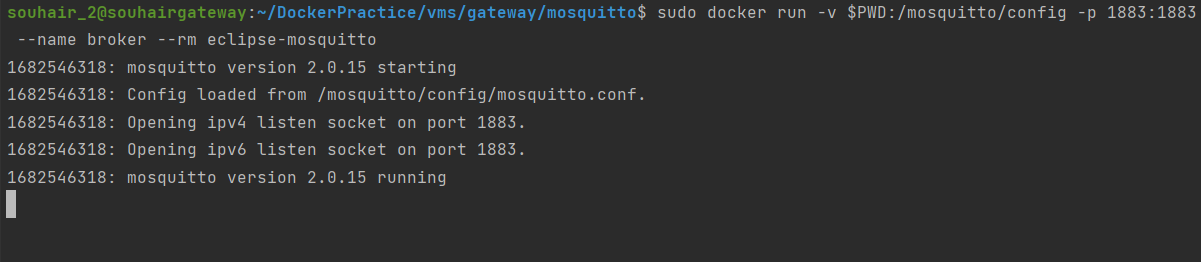 souhair_2@souhairgateway:~/DockerPractice/vms/gateway/mosquitto$ sudo docker run -v $PWD:/mosquitto/config -p 1883:1883
 --name broker --rm eclipse-mosquitto
1682546318: mosquitto version 2.0.15 starting
1682546318: Config loaded from /mosquitto/config/mosquitto.conf.
1682546318: Opening ipv4 listen socket on port 1883.
1682546318: Opening ipv6 listen socket on port 1883.
1682546318: mosquitto version 2.0.15 running